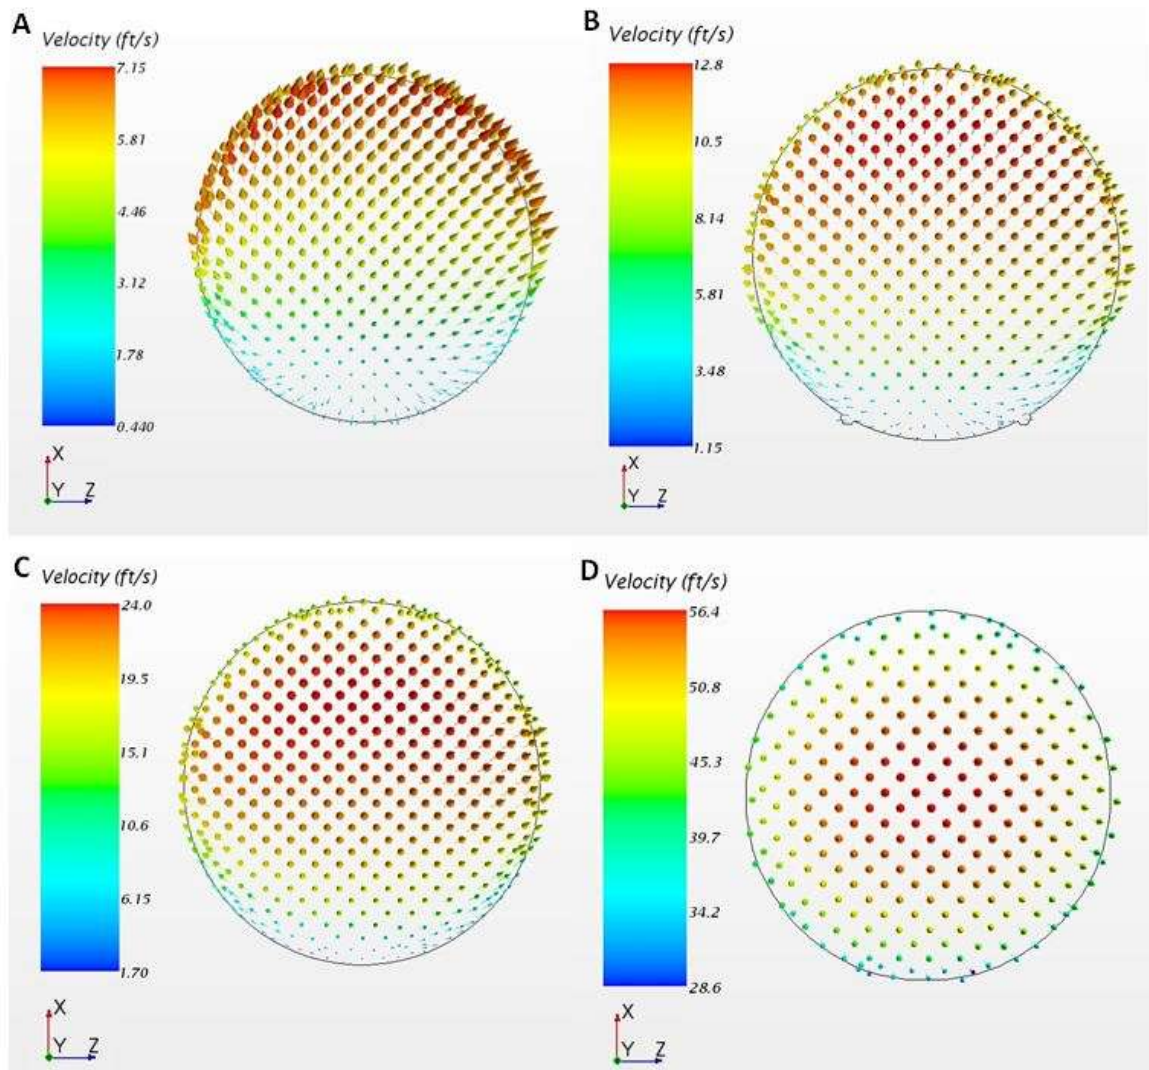 A
Velocity (ft/s)
7.15
5.81
4.46
3.12
1.78
0.440
X
Y Z
B
Velocity (ft/s)
12.8
10.5
8.14
5.81
3.48
1.15
X
Y Z
C
Velocity (ft/s)
24.0
19.5
15.1
10.6
6.15
1.70
X
Y Z
D
Velocity (ft/s)
56.4
50.8
45.3
39.7
34.2
28.6
X
Y Z